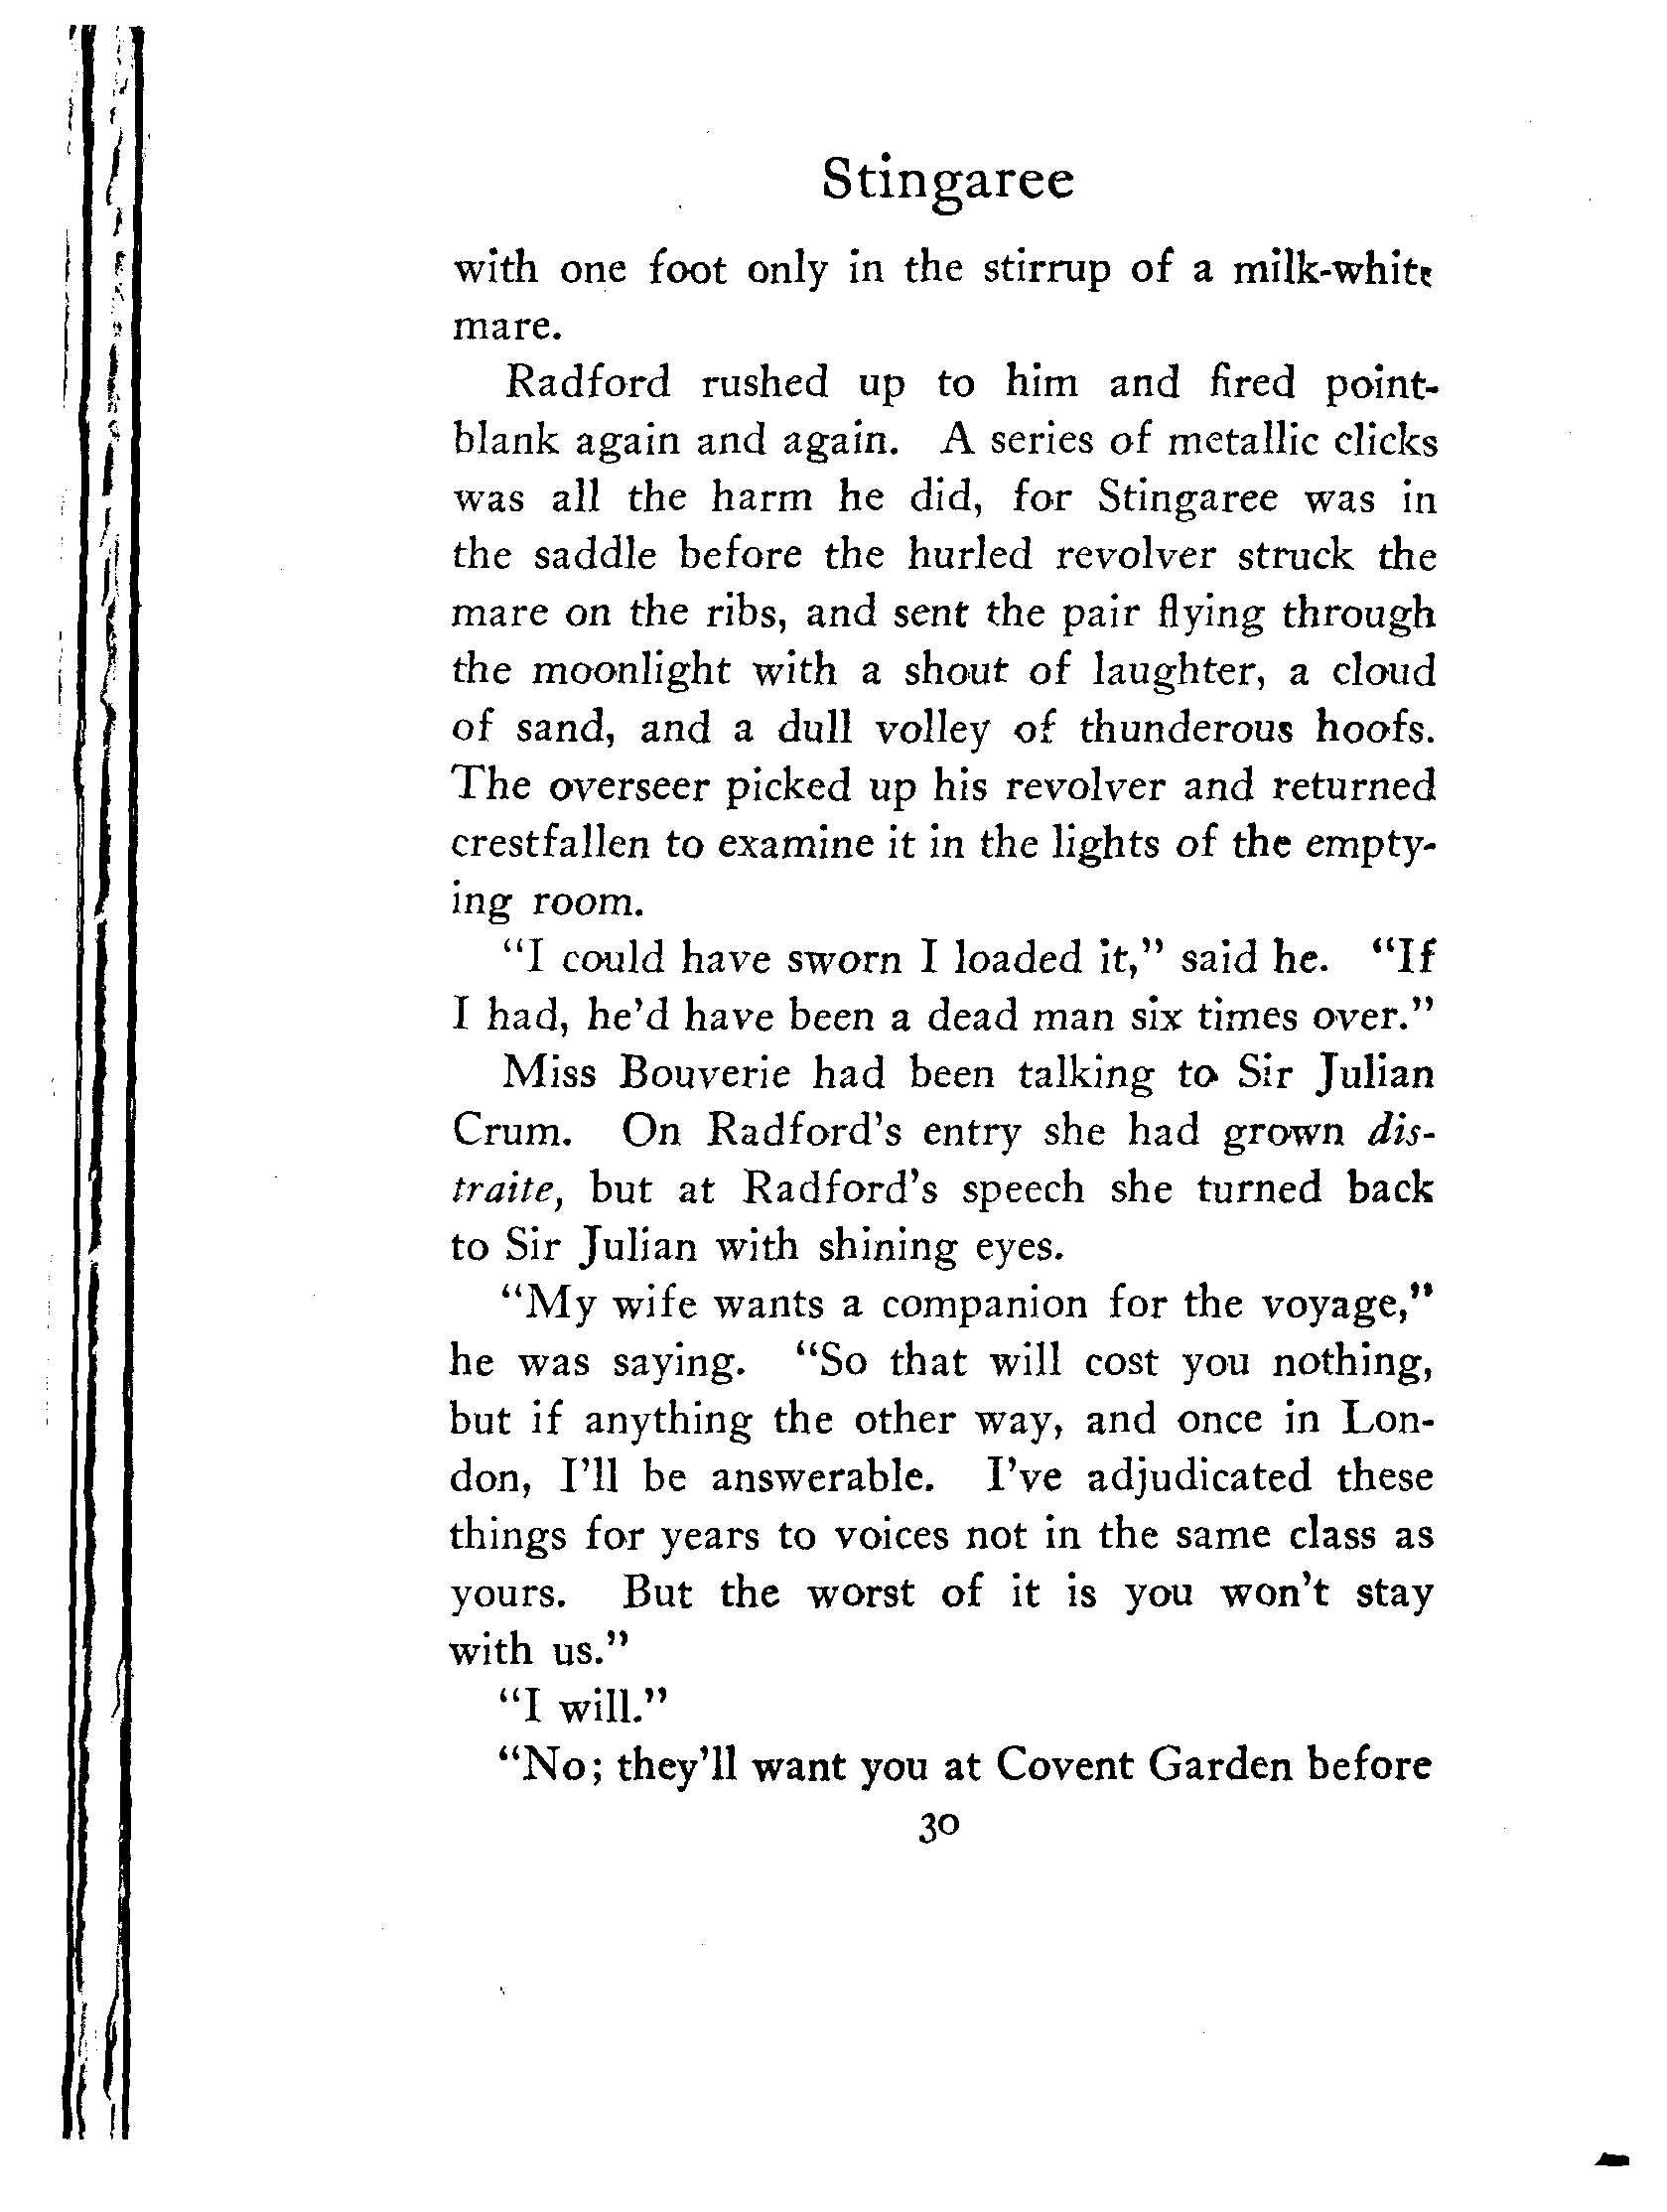 Stingaree
with one foot only in the stirrup of a milk-white
mare.
Radford rushed up to him and fired point-
blank again and again. A series of metallic clicks
was all the harm he did, for Stingaree was in
the saddle before the hurled revolver struck the
mare on the ribs, and sent the pair flying through
the moonlight with a shout of laughter, a cloud
of sand, and a dull volley of thunderous hoofs.
The overseer picked up his revolver and returned
crestfallen to examine it in the lights of the empty-
ing room.
“I could have sworn I loaded it,” said he. “If
I had, he’d have been a dead man six times over.”
Miss Bouverie had been talking to Sir Julian
Crum. On Radford’s entry she had grown dis-
traite, but at Radford’s speech she turned back
to Sir Julian with shining eyes.
“My wife wants a companion for the voyage,”
he was saying. “So that will cost you nothing,
but if anything the other way, and once in Lon-
don, I’ll be answerable. I’ve adjudicated these
things for years to voices not in the same class as
yours. But the worst of it is you won’t stay
with us.”
“I will.”
“No; they’ll want you at Covent Garden before
30